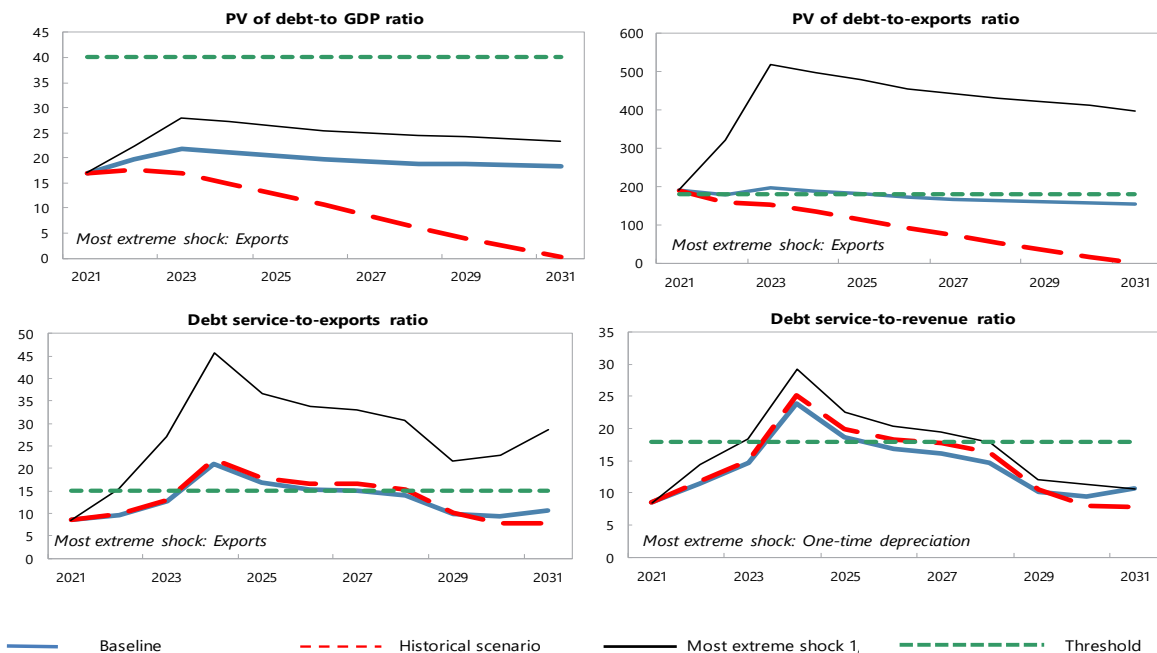 PV of debt-to GDP ratio
45
40
35
30
25
20
15
10
5
0
Most extreme shock: Exports
2021 2023 2025 2027 2029 2031
PV of debt-to-exports ratio
600
500
400
300
200
100
0
Most extreme shock: Exports
2021 2023 2025 2027 2029 2031
Debt service-to-exports ratio
50
45
40
35
30
25
20
15
10
5
0
Most extreme shock: Exports
2021 2023 2025 2027 2029 2031
Debt service-to-revenue ratio
35
30
25
20
15
10
5
0
Most extreme shock: One-time depreciation
2021 2023 2025 2027 2029 2031
Baseline Historical scenario Most extreme shock 1, Threshold